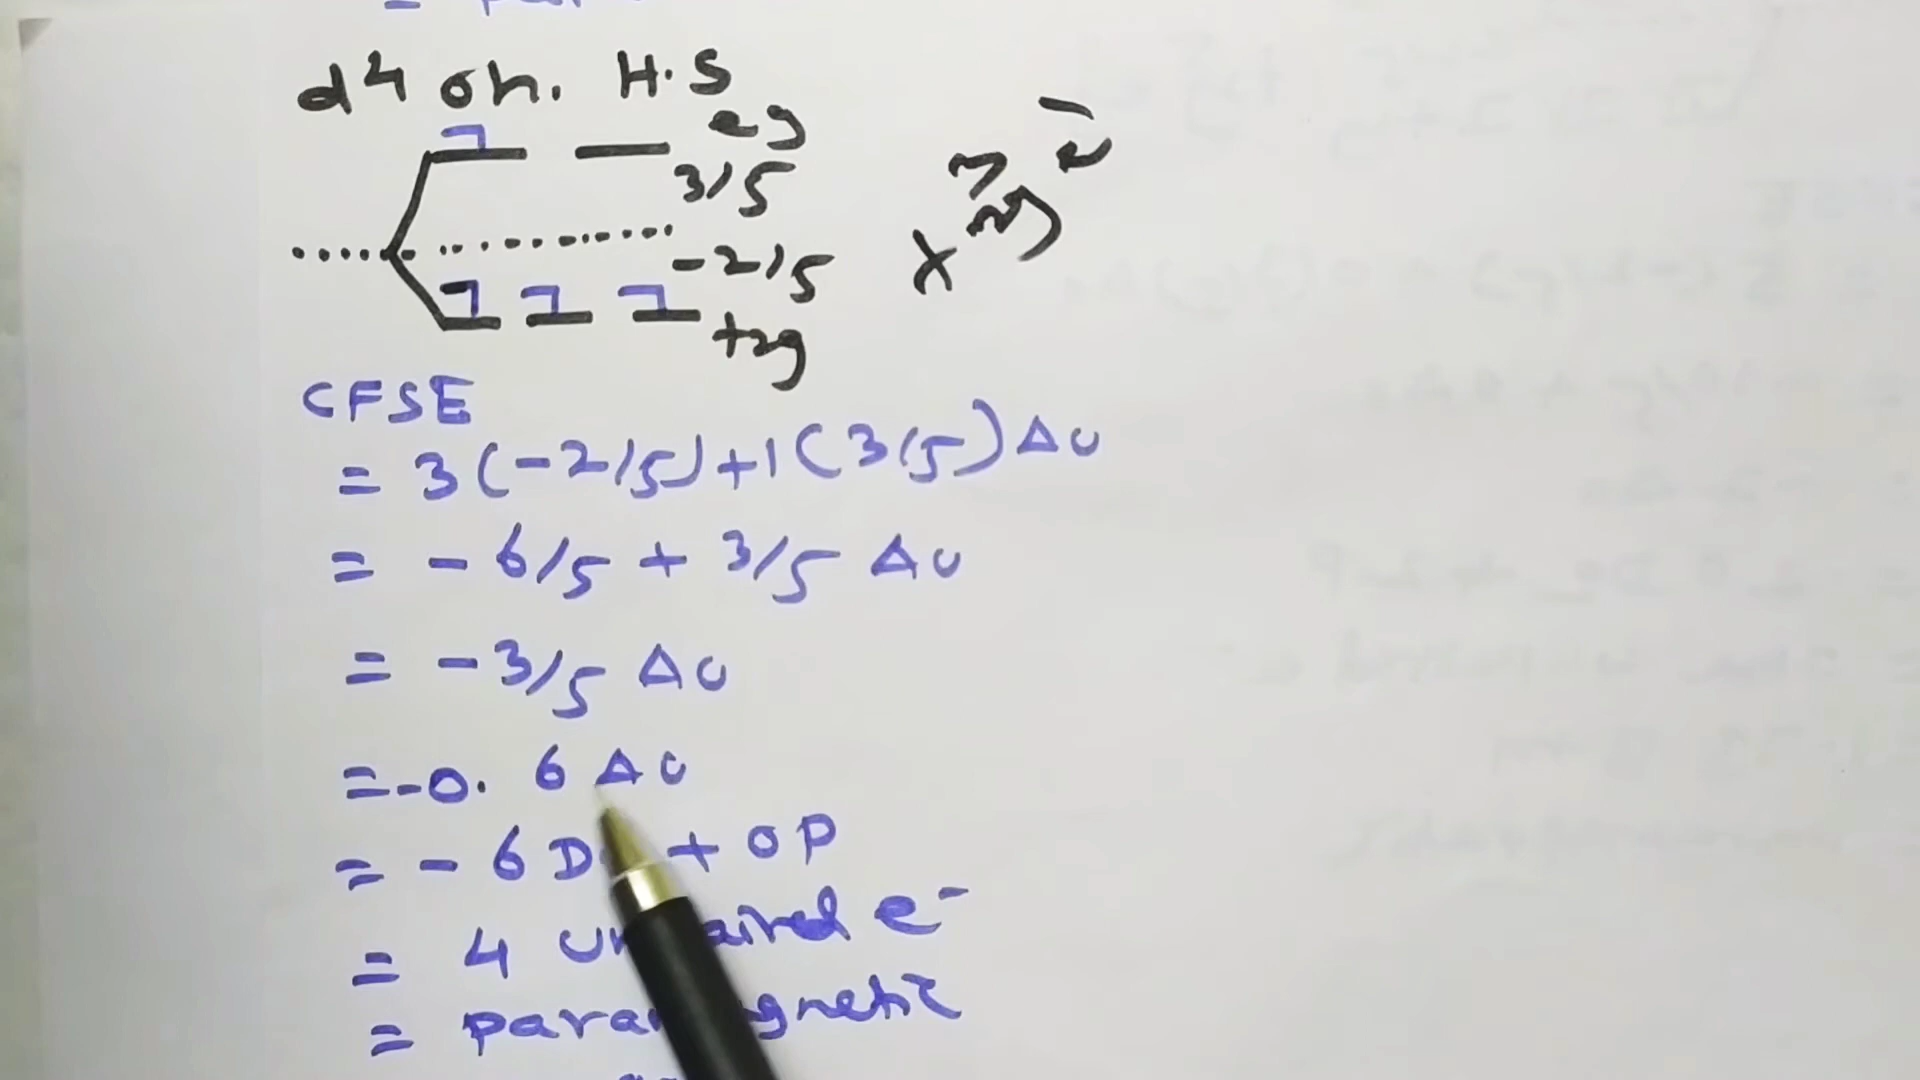 d4 oh. H.S
eg
3/5
-2/5
t2g
CFSE
= 3(-2/5)+1(3/5)Δo
= - 6/5 + 3/5 Δo
= - 3/5 Δo
= -0. 6 Δo
= - 6 D + 0P
= 4 e-
=